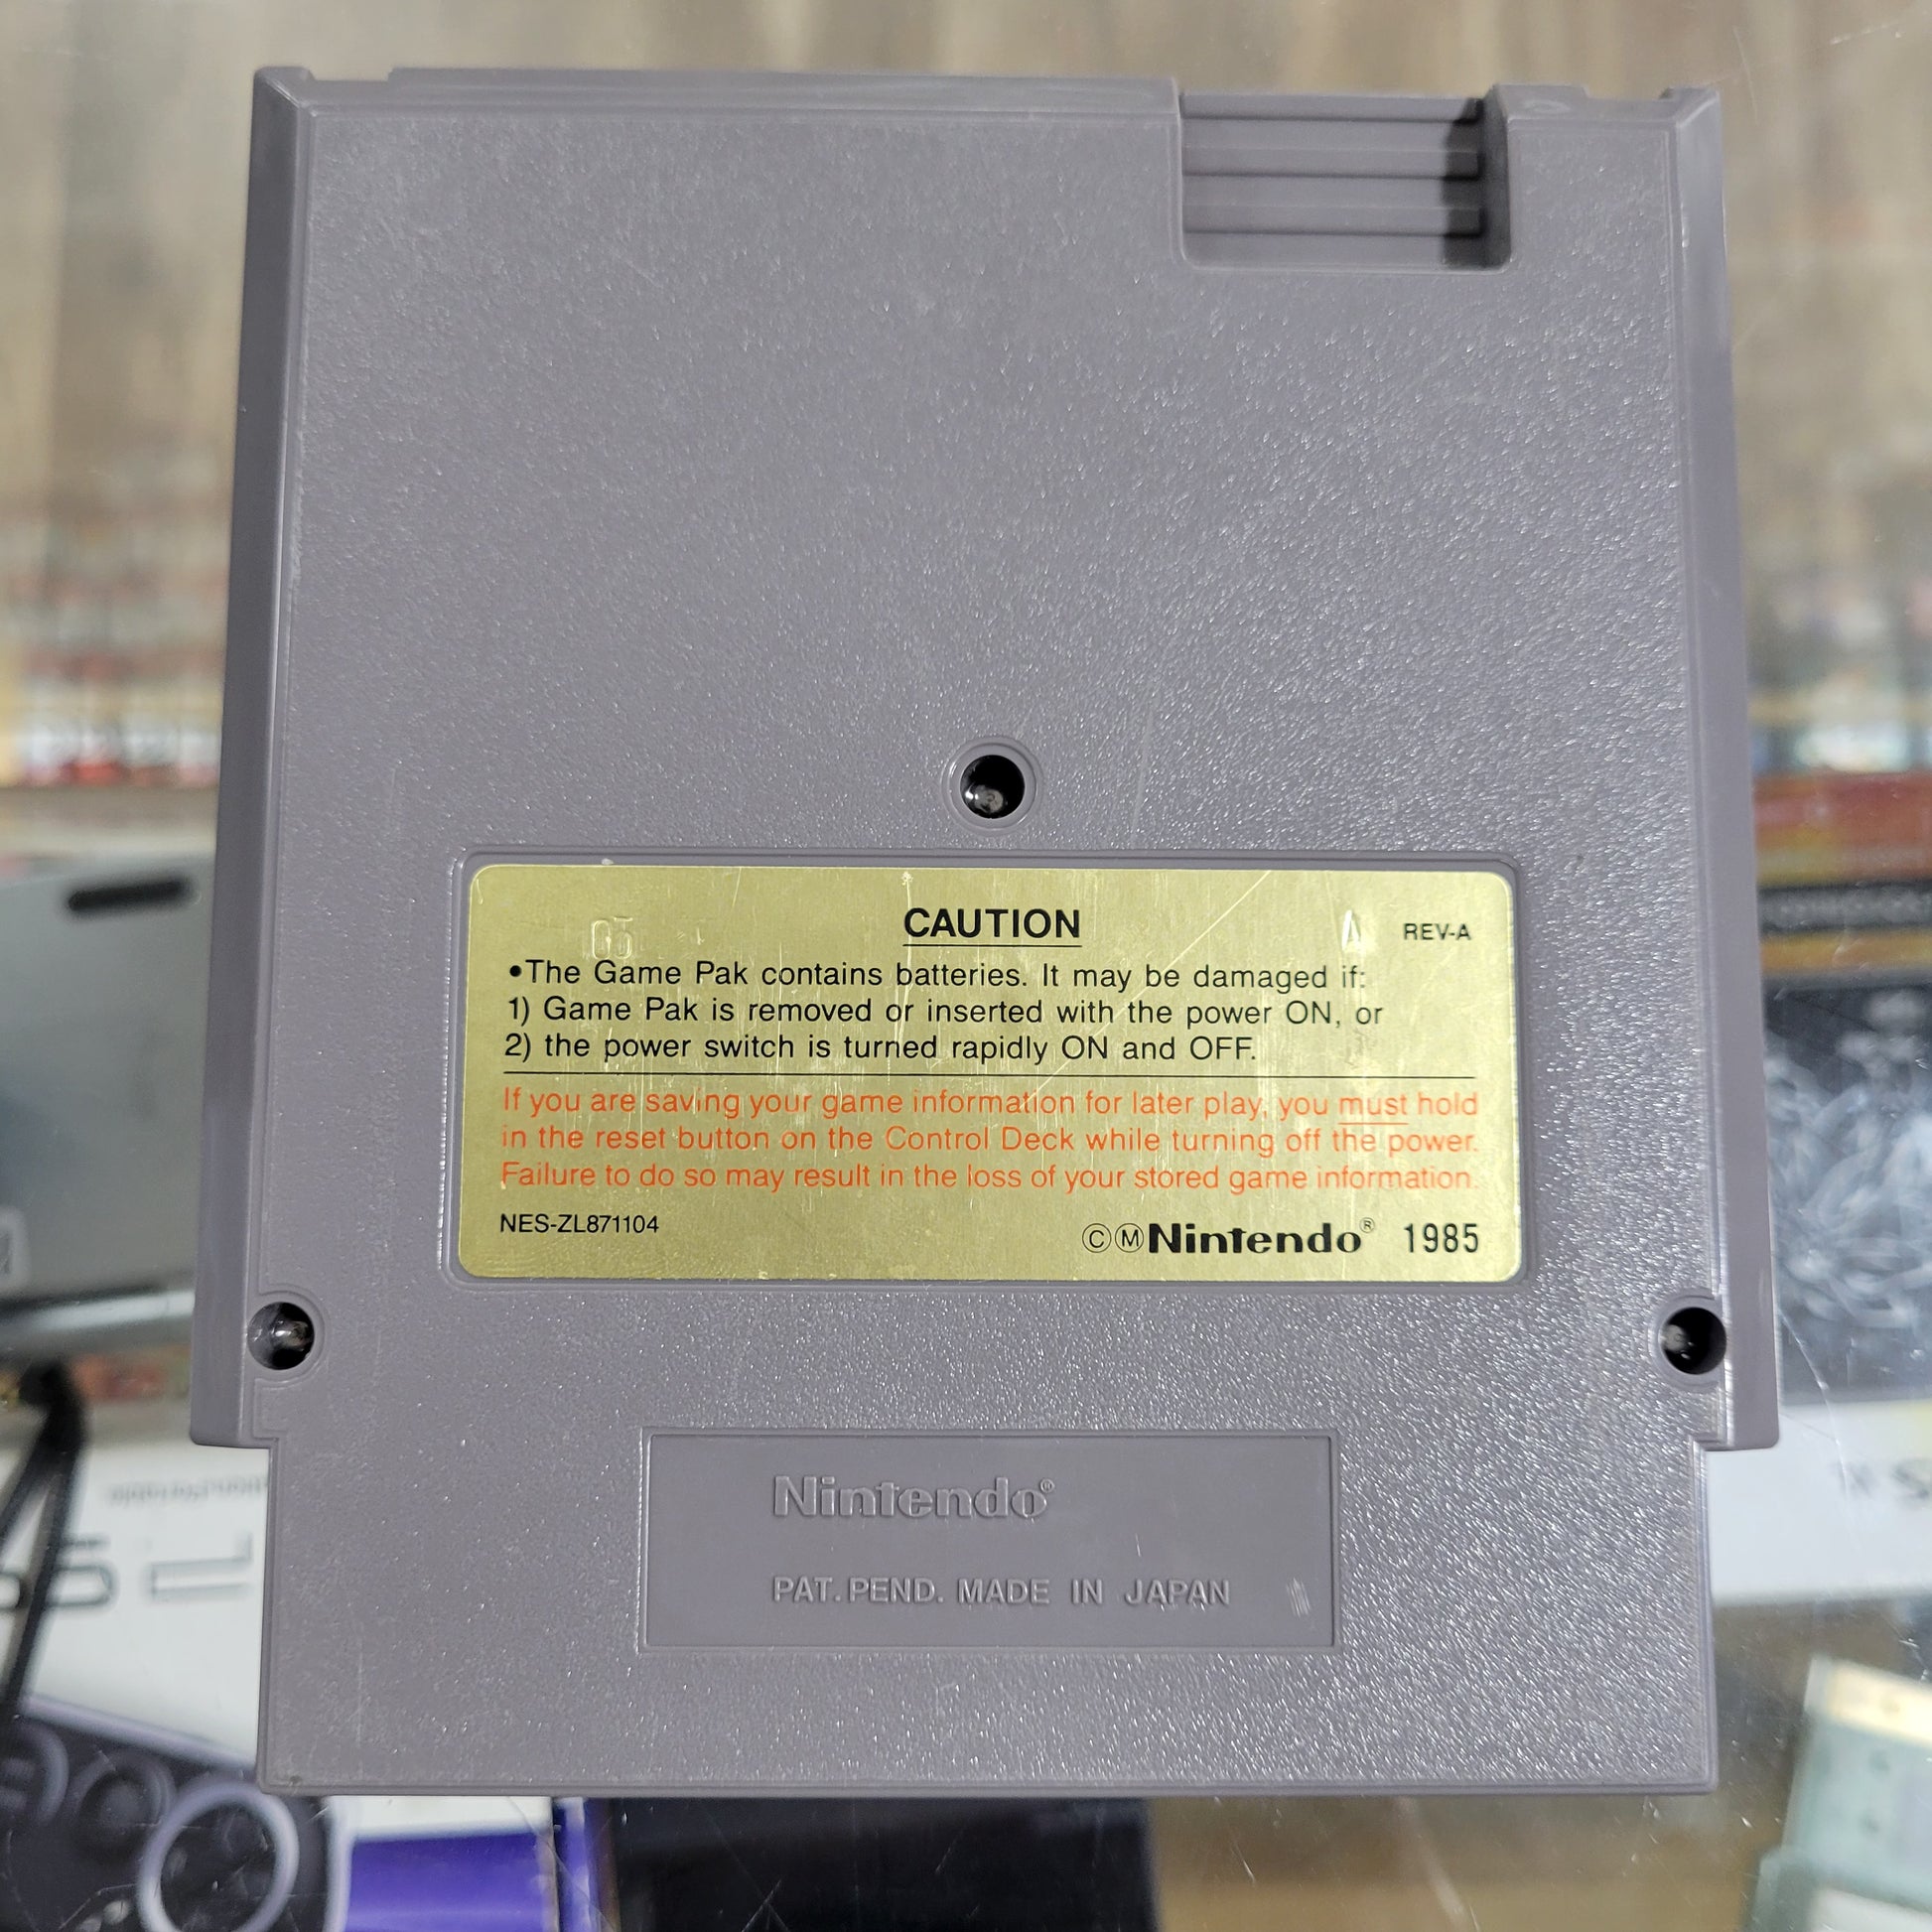 CAUTION
REV-A
•The Game Pak contains batteries. It may be damaged if:
1) Game Pak is removed or inserted with the power ON, or
2) the power switch is turned rapidly ON and OFF.
If you are saving your game information for later play, you must hold
in the reset button on the Control Deck while turning off the power.
Failure to do so may result in the loss of your stored game information.
NES-ZL871104
ⒸⓂNintendo® 1985
Nintendo®
PAT. PEND. MADE IN JAPAN